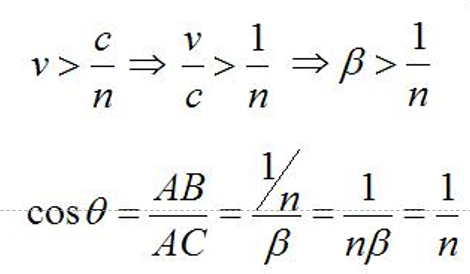 v > c/n ⇒ v/c > 1/n ⇒ β > 1/n
cos θ = AB/AC = (1/n)/β = 1/nβ = 1/n